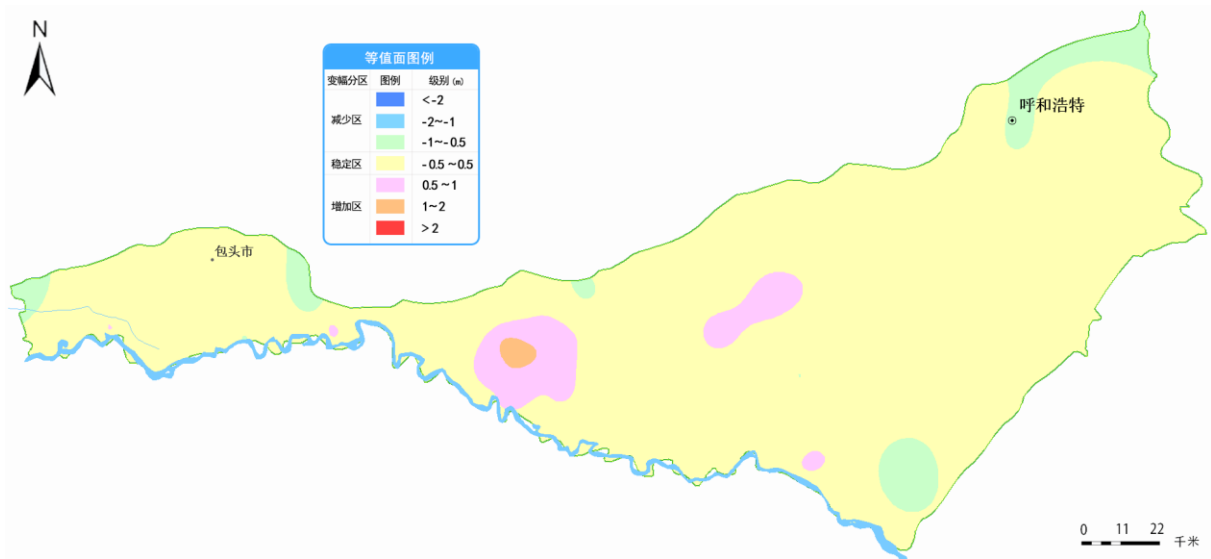 N
等值面图例
变幅分区 图例 级别 (m)
减少区
<-2
-2~-1
-1~-0.5
稳定区 -0.5~0.5
增加区
0.5~1
1~2
>2
呼和浩特
包头市
0 11 22
千米